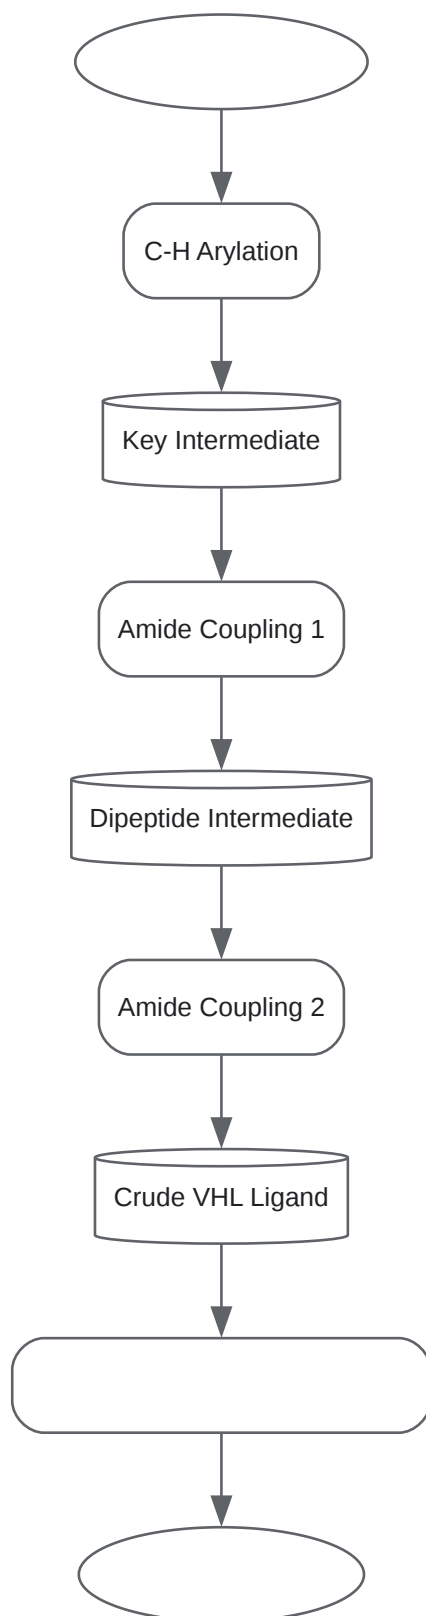 C-H Arylation
Key Intermediate
Amide Coupling 1
Dipeptide Intermediate
Amide Coupling 2
Crude VHL Ligand